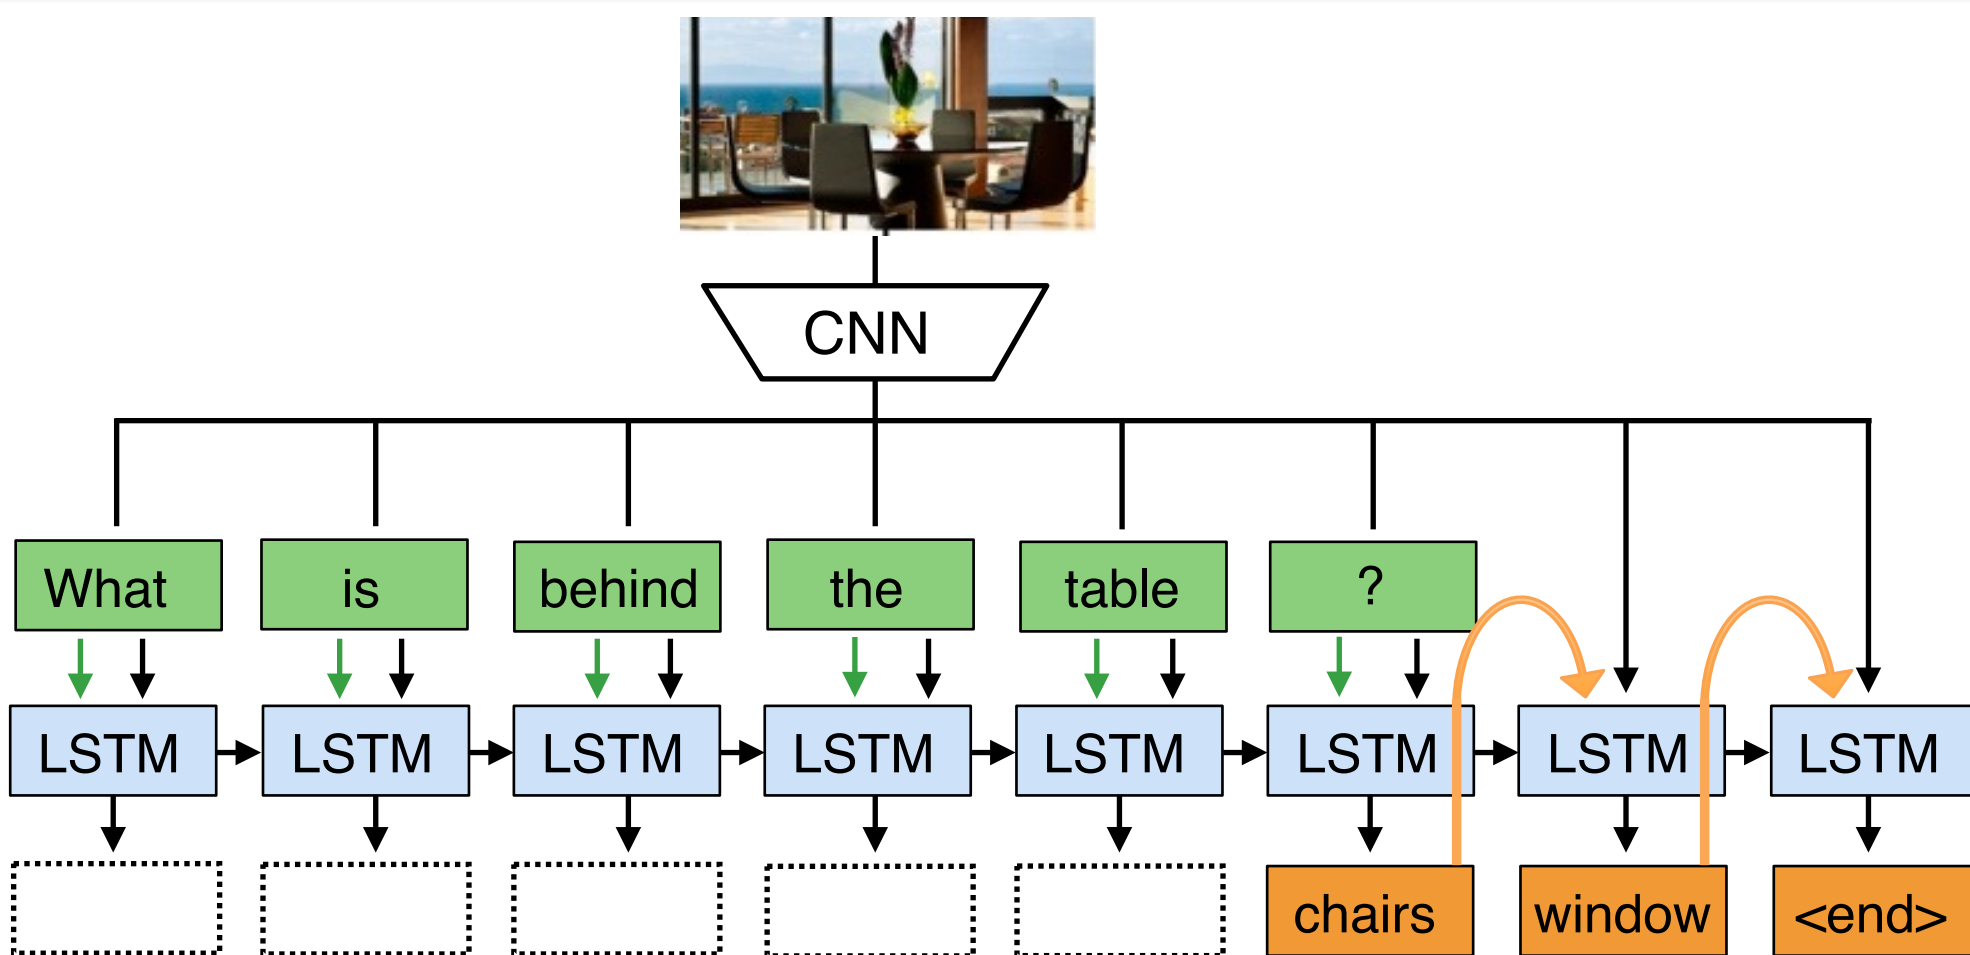 CNN
What is behind the table ?
LSTM LSTM LSTM LSTM LSTM LSTM LSTM LSTM
chairs window <end>